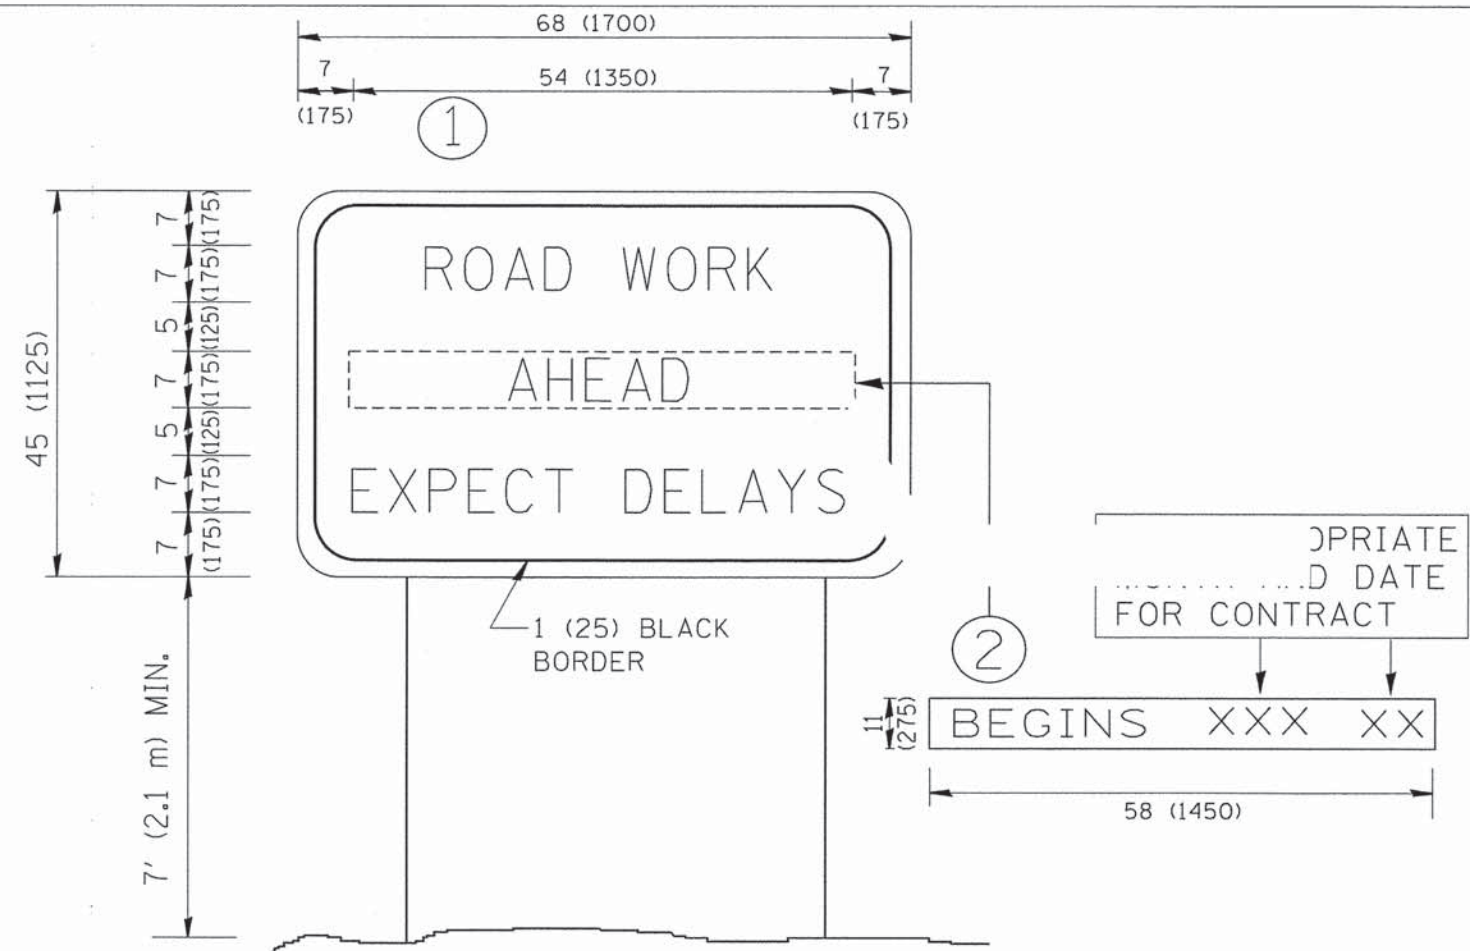 68 (1700)
7
54 (1350)
7
(175)
(175)
1
45 (1125)
7
(175)
7
(175)
5
(125)
7
(175)
5
(125)
7
(175)
7
(175)
ROAD WORK
AHEAD
EXPECT DELAYS
1 (25) BLACK
BORDER
7' (2.1 m) MIN.
2
DATE
FOR CONTRACT
11
(275)
BEGINS XXX XX
58 (1450)